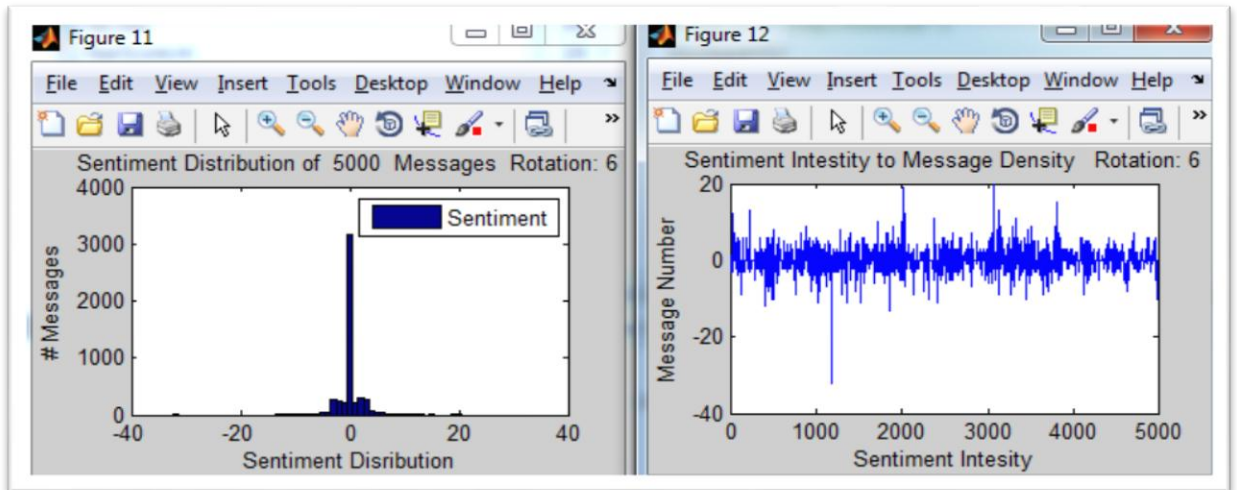 Figure 11
File Edit View Insert Tools Desktop Window Help
Sentiment Distribution of 5000 Messages Rotation: 6
4000
3000
2000
1000
0
# Messages
Sentiment
-40 -20 0 20 40
Sentiment Disribution
Figure 12
File Edit View Insert Tools Desktop Window Help
Sentiment Intestity to Message Density Rotation: 6
20
0
-20
-40
Message Number
0 1000 2000 3000 4000 5000
Sentiment Intesity